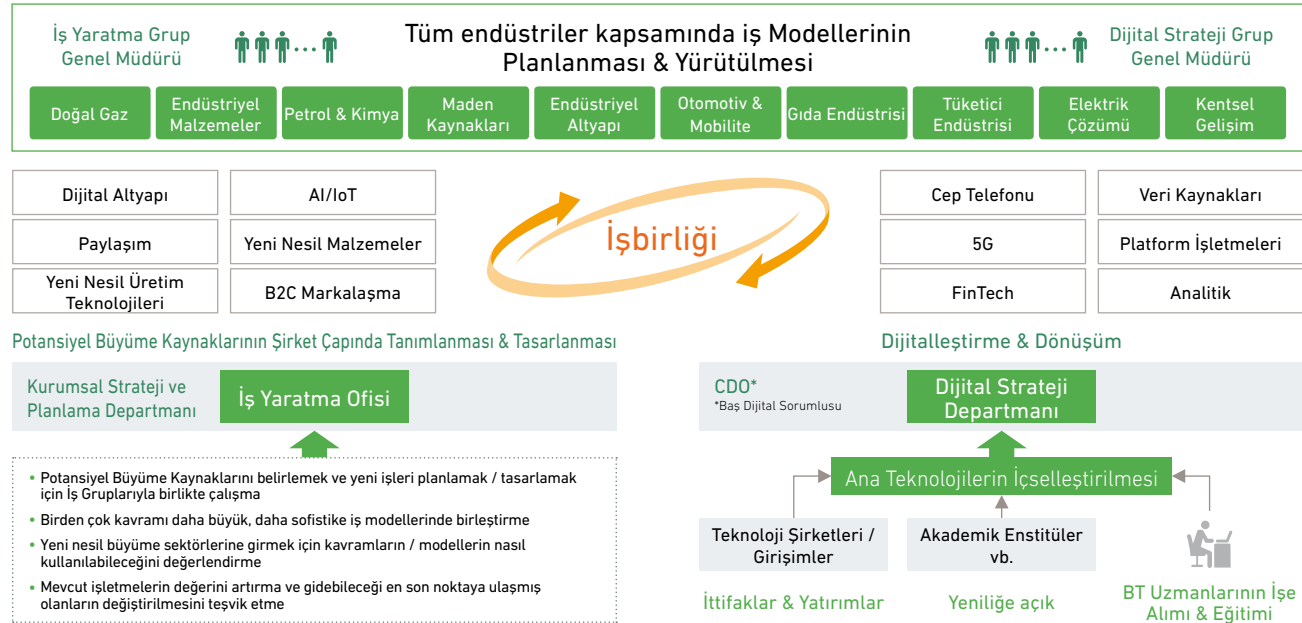 İş Yaratma Grup
Genel Müdürü
Tüm endüstriler kapsamında iş Modellerinin
Planlanması & Yürütülmesi
Dijital Strateji Grup
Genel Müdürü
Doğal Gaz
Endüstriyel
Malzemeler
Petrol & Kimya
Maden
Kaynakları
Endüstriyel
Altyapı
Otomotiv &
Mobilite
Gıda Endüstrisi
Tüketici
Endüstrisi
Elektrik
Çözümü
Kentsel
Gelişim
Dijital Altyapı
AI/IoT
Paylaşım
Yeni Nesil Malzemeler
Yeni Nesil Üretim
Teknolojileri
B2C Markalaşma
İşbirliği
Cep Telefonu
Veri Kaynakları
5G
Platform İşletmeleri
FinTech
Analitik
Potansiyel Büyüme Kaynaklarının Şirket Çapında Tanımlanması & Tasarlanması
Kurumsal Strateji ve
Planlama Departmanı
İş Yaratma Ofisi
• Potansiyel Büyüme Kaynaklarını belirlemek ve yeni işleri planlamak / tasarlamak
için İş Gruplarıyla birlikte çalışma
• Birden çok kavramı daha büyük, daha sofistike iş modellerinde birleştirme
• Yeni nesil büyüme sektörlerine girmek için kavramların / modellerin nasıl
kullanılabileceğini değerlendirme
• Mevcut işletmelerin değerini artırma ve gidebileceği en son noktaya ulaşmış
olanların değiştirilmesini teşvik etme
Dijitalleştirme & Dönüşüm
CDO*
*Baş Dijital Sorumlusu
Dijital Strateji
Departmanı
Ana Teknolojilerin İçselleştirilmesi
Teknoloji Şirketleri /
Girişimler
Akademik Enstitüler
vb.
İttifaklar & Yatırımlar
Yeniliğe açık
BT Uzmanlarının İşe
Alımı & Eğitimi